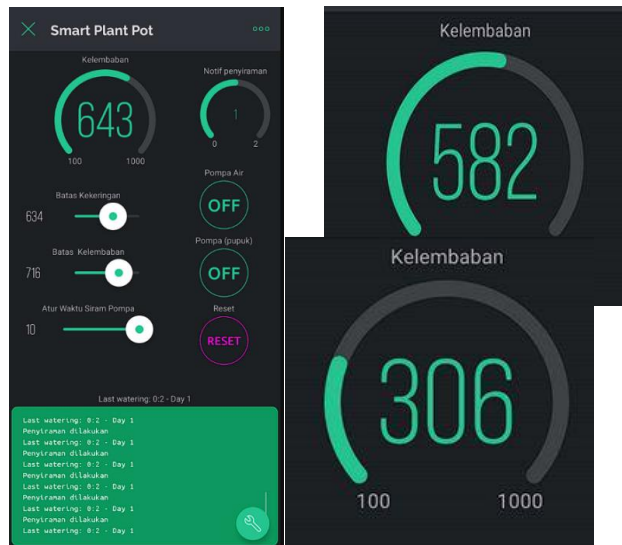 Smart Plant Pot
Kelembaban
643
100 1000
Notif penyiraman
1
0 2
Batas Kekeringan
634
Pompa Air
OFF
Batas Kelembaban
716
Pompa (pupuk)
OFF
Atur Waktu Siram Pompa
10
Reset
RESET
Last watering: 0:2 - Day 1
Last watering: 0:2 - Day 1
Penyiraman dilakukan
Last watering: 0:2 - Day 1
Penyiraman dilakukan
Last watering: 0:2 - Day 1
Penyiraman dilakukan
Last watering: 0:2 - Day 1
Penyiraman dilakukan
Last watering: 0:2 - Day 1
Penyiraman dilakukan
Last watering: 0:2 - Day 1
Kelembaban
582
Kelembaban
306
100 1000